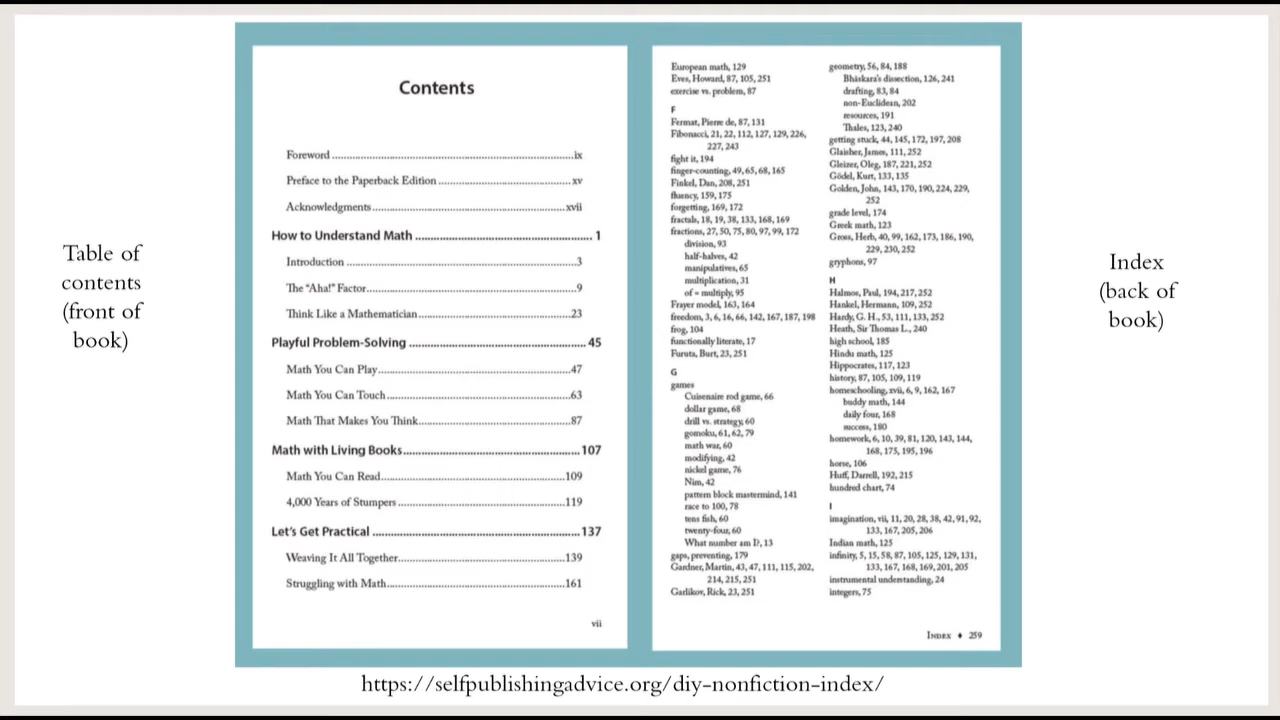 Table of
contents
(front of
book)
Contents
Foreword ............................................................ix
Preface to the Paperback Edition .................................xv
Acknowledgments..................................................xvii
How to Understand Math ............................................. 1
Introduction .........................................................3
The "Aha!" Factor....................................................9
Think Like a Mathematician.......................................23
Playful Problem-Solving ............................................. 45
Math You Can Play................................................47
Math You Can Touch..............................................63
Math That Makes You Think......................................87
Math with Living Books.............................................107
Math You Can Read..............................................109
4,000 Years of Stumpers ..........................................119
Let's Get Practical ...................................................137
Weaving It All Together..........................................139
Struggling with Math.............................................161
vii
European math, 129
Eves, Howard, 87, 105, 251
exercise vs. problem, 87
F
Fermat, Pierre de, 87, 131
Fibonacci, 21, 22, 112, 127, 129, 226,
227, 243
fight it, 194
finger-counting, 49, 65, 68, 165
Finkel, Dan, 208, 251
fluency, 159, 175
forgetting, 169, 172
fractals, 18, 19, 38, 133, 168, 169
fractions, 27, 50, 75, 80, 97, 99, 172
division, 93
half-halves, 42
manipulatives, 65
multiplication, 31
of = multiply, 95
Frayer model, 163, 164
freedom, 3, 6, 16, 66, 142, 167, 187, 198
frog, 104
functionally literate, 17
Furuta, Burt, 23, 251
G
games
Cuisenaire rod game, 66
dollar game, 68
drill vs. strategy, 60
gomoku, 61, 62, 79
math war, 60
modifying, 42
nickel game, 76
Nim, 42
pattern block mastermind, 141
race to 100, 78
tens fish, 60
twenty-four, 60
What number am I?, 13
gaps, preventing, 179
Gardner, Martin, 43, 47, 111, 115, 202,
214, 215, 251
Garlikov, Rick, 23, 251
geometry, 56, 84, 188
Bhāskara's dissection, 126, 241
drafting, 83, 84
non-Euclidean, 202
resources, 191
Thales, 123, 240
getting stuck, 44, 145, 172, 197, 208
Glaisher, James, 111, 252
Gleizer, Oleg, 187, 221, 252
Gödel, Kurt, 133, 135
Golden, John, 143, 170, 190, 224, 229,
252
grade level, 174
Greek math, 123
Gross, Herb, 40, 99, 162, 173, 186, 190,
229, 230, 252
gryphons, 97
H
Halmos, Paul, 194, 217, 252
Hankel, Hermann, 109, 252
Hardy, G. H., 53, 111, 133, 252
Heath, Sir Thomas L., 240
high school, 185
Hindu math, 125
Hippocrates, 117, 123
history, 87, 105, 109, 119
homeschooling, xvii, 6, 9, 162, 167
buddy math, 144
daily four, 168
success, 180
homework, 6, 10, 39, 81, 120, 143, 144,
168, 175, 195, 196
horse, 106
Huff, Darrell, 192, 215
hundred chart, 74
I
imagination, vii, 11, 20, 28, 38, 42, 91, 92,
133, 167, 205, 206
Indian math, 125
infinity, 5, 15, 58, 87, 105, 125, 129, 131,
133, 167, 168, 169, 201, 205
instrumental understanding, 24
integers, 75
Index ♦ 259
Index
(back of
book)
https://selfpublishingadvice.org/diy-nonfiction-index/